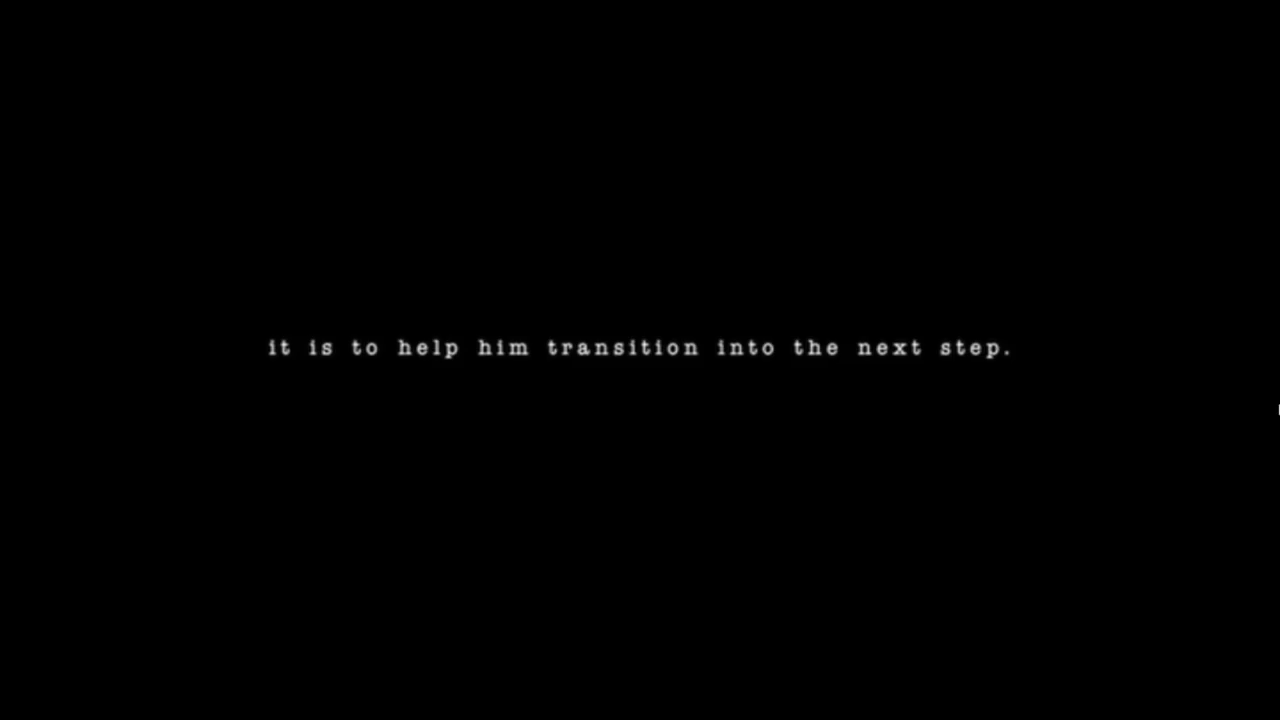 it is to help him transition into the next step.